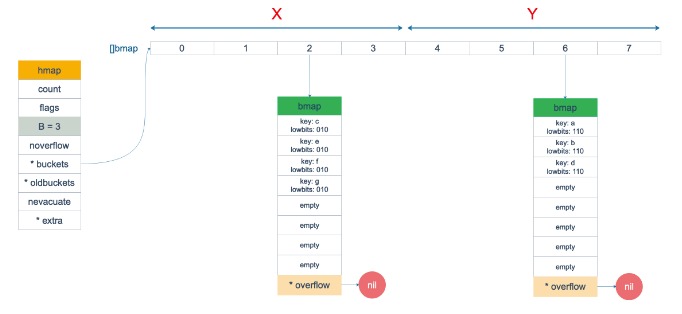 X Y
[]bmap 0 1 2 3 4 5 6 7
hmap
count
flags
B = 3
noverflow
* buckets
* oldbuckets
nevacuate
* extra
bmap
key: c
lowbits: 010
key: e
lowbits: 010
key: f
lowbits: 010
key: g
lowbits: 010
empty
empty
empty
empty
* overflow
nil
bmap
key: a
lowbits: 110
key: b
lowbits: 110
key: d
lowbits: 110
empty
empty
empty
empty
empty
* overflow
nil